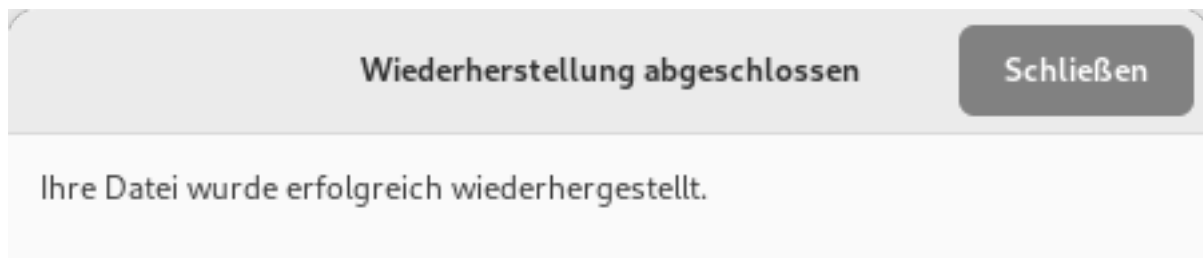 Wiederherstellung abgeschlossen
Schließen
Ihre Datei wurde erfolgreich wiederhergestellt.